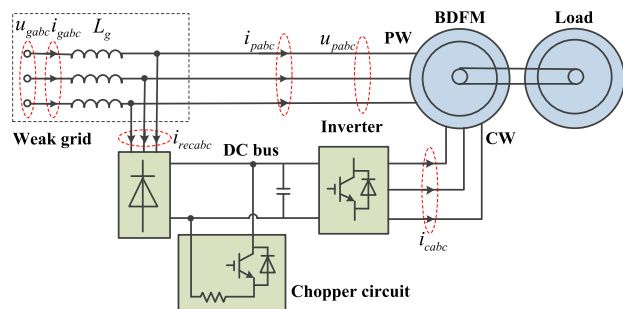 u_gabc i_gabc L_g
i_pabc u_pabc PW BDFM Load
Weak grid
i_recabc DC bus Inverter CW
i_cabc
Chopper circuit